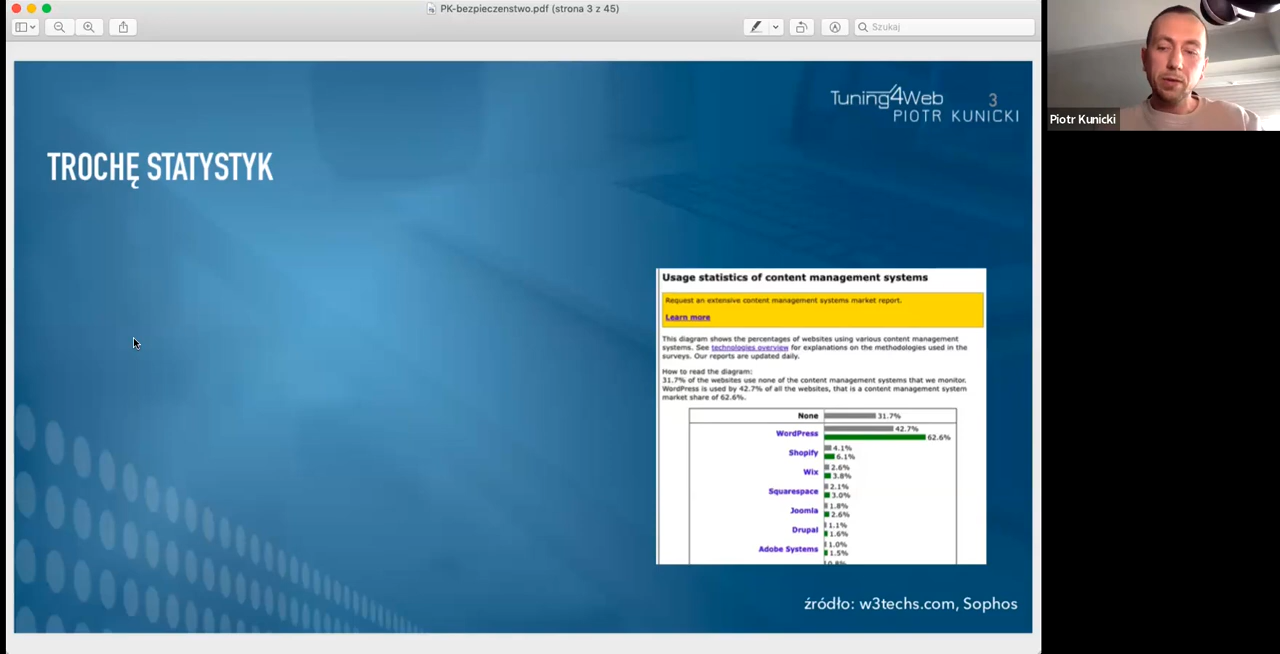 PK-bezpieczenstwo.pdf (strona 3 z 45)
Szukaj
Piotr Kunicki
Tuning4Web
3
PIOTR KUNICKI
TROCHĘ STATYSTYK
Usage statistics of content management systems
Request an extensive content management systems market report.
Learn more
This diagram shows the percentages of websites using various content management
systems. See technologies overview for explanations on the methodologies used in the
surveys. Our reports are updated daily.
How to read the diagram:
31.7% of the websites use none of the content management systems that we monitor.
WordPress is used by 42.7% of all the websites, that is a content management system
market share of 62.6%.
None 31.7%
WordPress 42.7%
62.6%
Shopify 4.1%
6.1%
Wix 2.6%
3.8%
Squarespace 2.1%
3.0%
Joomla 1.8%
2.6%
Drupal 1.1%
1.6%
Adobe Systems 1.0%
1.5%
źródło: w3techs.com, Sophos